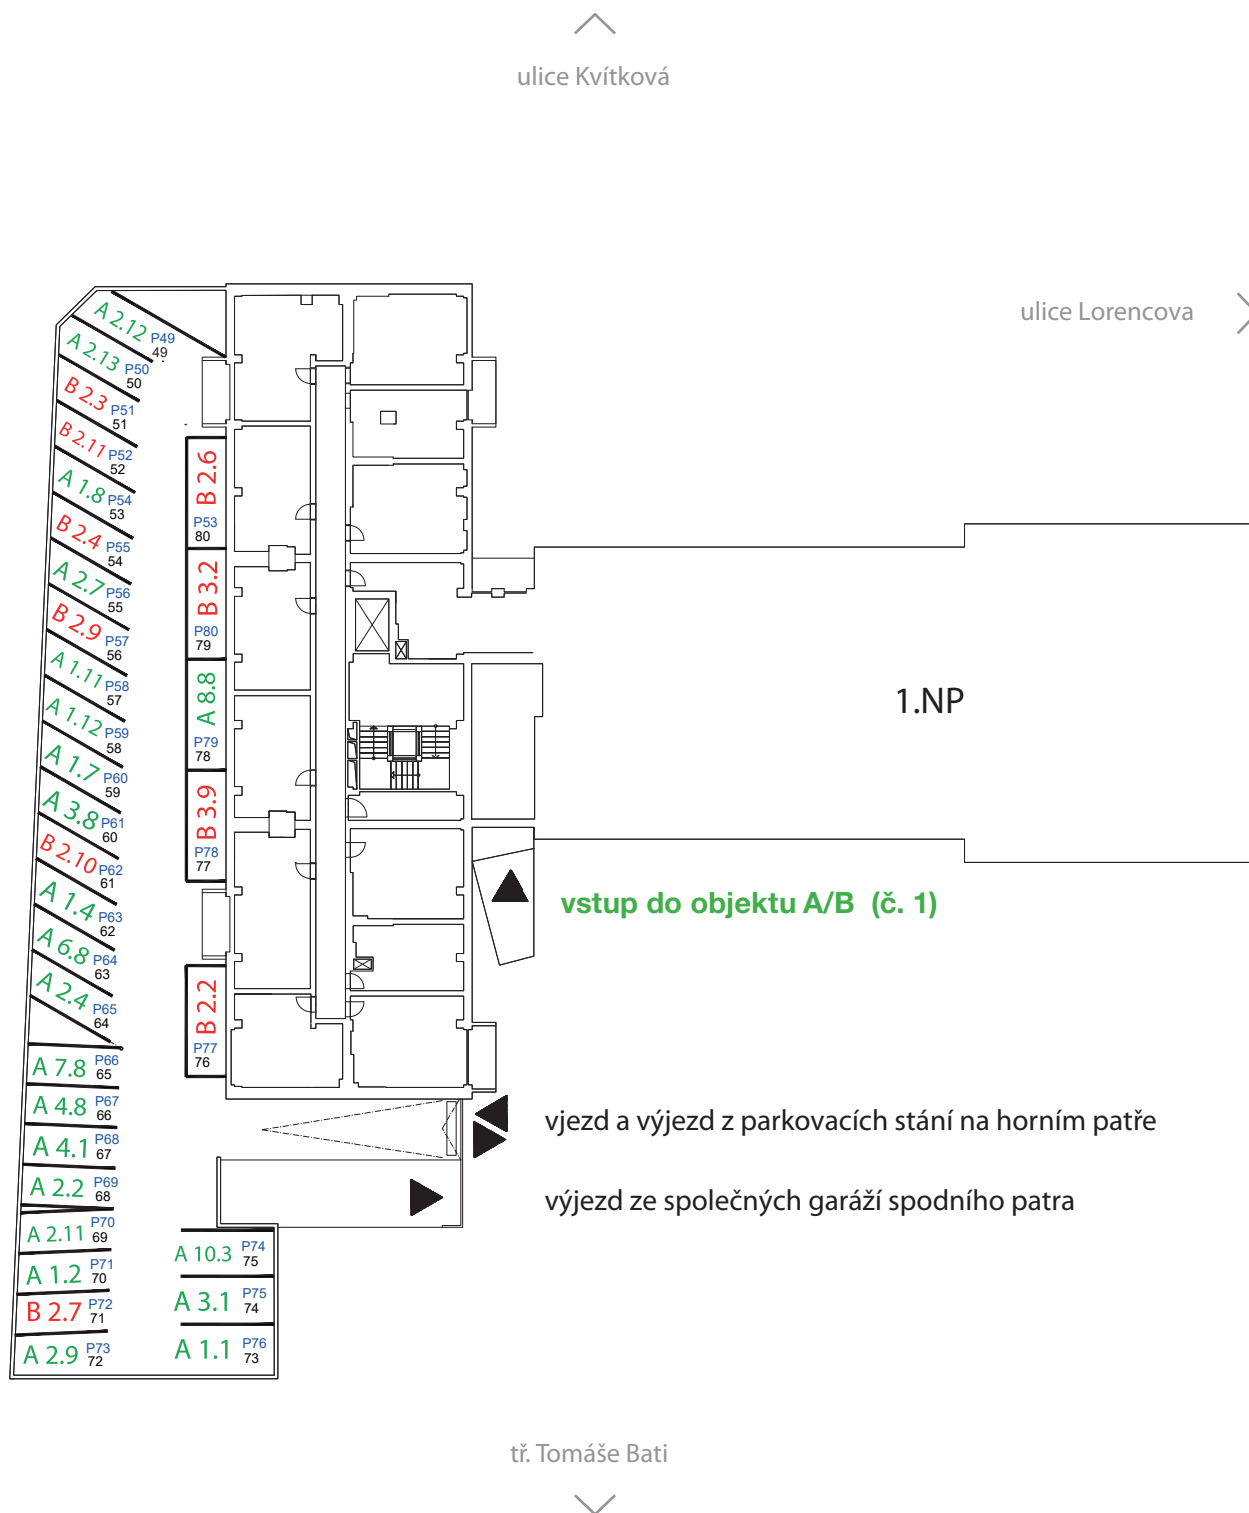 ulice Kvítková
ulice Lorencova
A 2.12 P49
49
A 2.13 P50
50
B 2.3 P51
51
B 2.11 P52
52
A 1.8 P54
53
B 2.4 P55
54
A 2.7 P56
55
B 2.9 P57
56
A 1.11 P58
57
A 1.12 P59
58
A 1.7 P60
59
A 3.8 P61
60
B 2.10 P62
61
A 1.4 P63
62
A 6.8 P64
63
A 2.4 P65
64
A 7.8 P66
65
A 4.8 P67
66
A 4.1 P68
67
A 2.2 P69
68
A 2.11 P70
69
A 1.2 P71
70
B 2.7 P72
71
A 2.9 P73
72
B 2.6
P53
80
B 3.2
P80
79
A 8.8
P79
78
B 3.9
P78
77
B 2.2
P77
76
A 10.3 P74
75
A 3.1 P75
74
A 1.1 P76
73
1.NP
vstup do objektu A/B (č. 1)
vjezd a výjezd z parkovacích stání na horním patře
výjezd ze společných garáží spodního patra
tř. Tomáše Bati